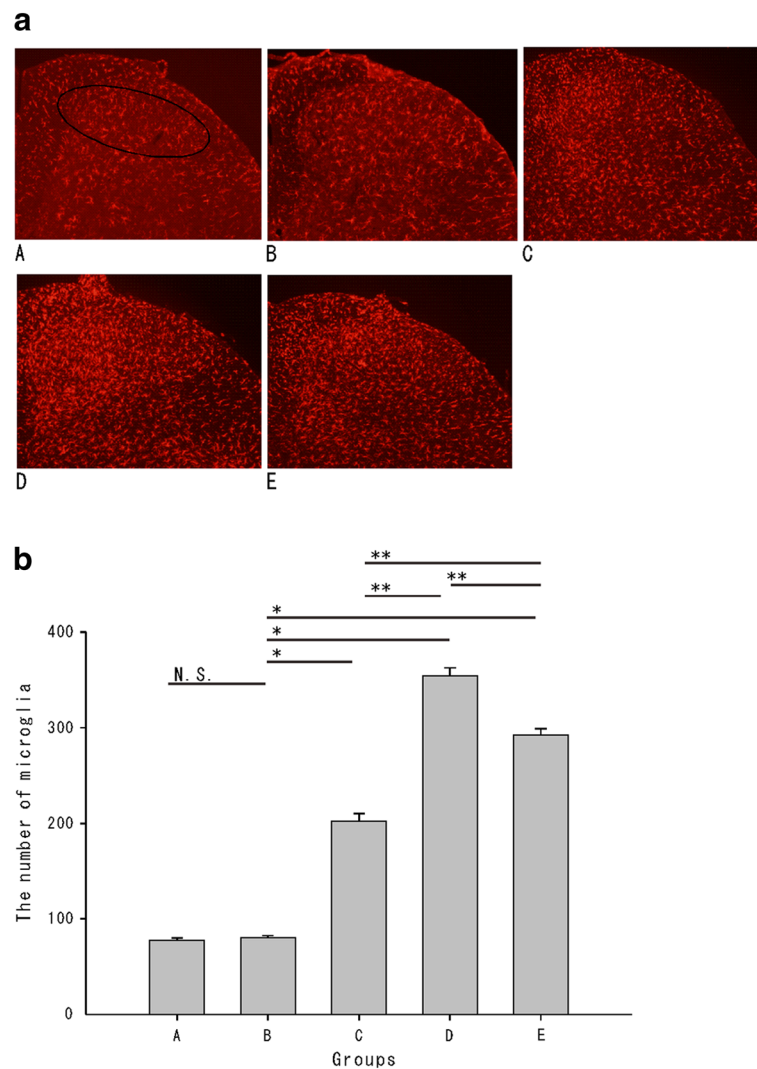 a
A B C
D E
b
**
** **
*
*
*
N.S.
400
300
200
100
0
The number of microglia
A B C D E
Groups